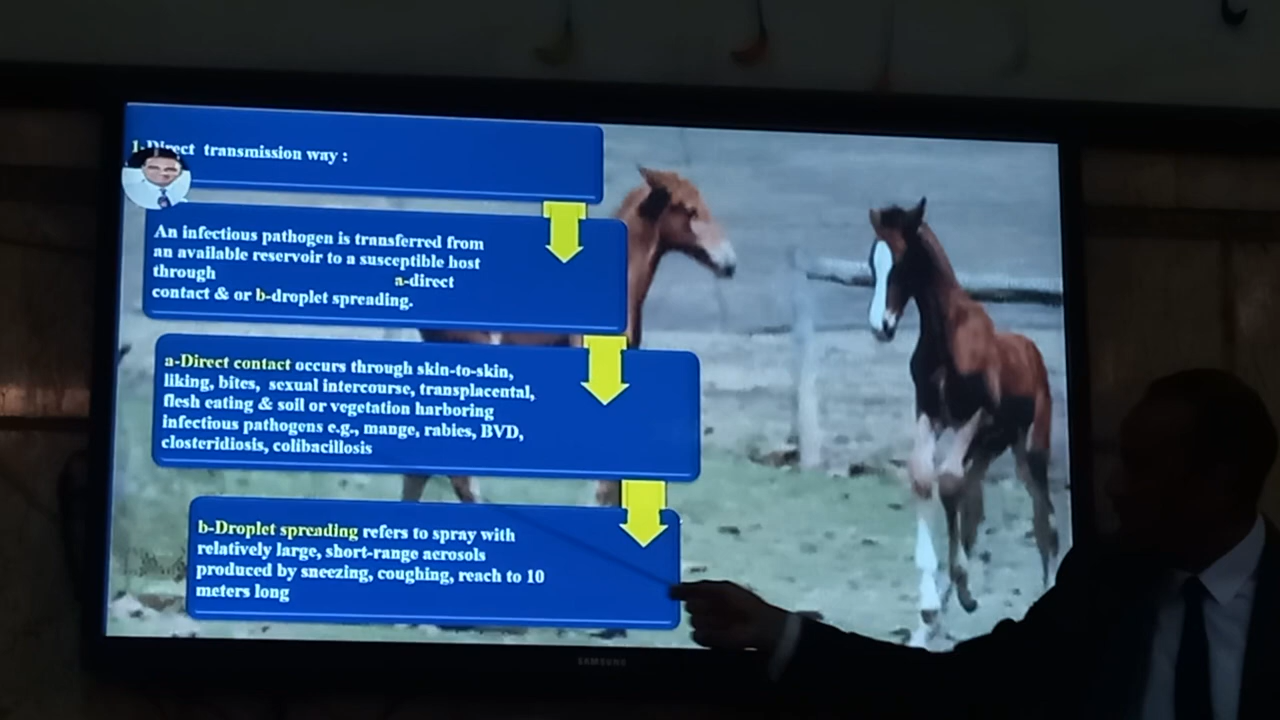 1-Direct transmission way :
An infectious pathogen is transferred from
an available reservoir to a susceptible host
through a-direct
contact & or b-droplet spreading.
a-Direct contact occurs through skin-to-skin,
liking, bites, sexual intercourse, transplacental,
flesh eating & soil or vegetation harboring
infectious pathogens e.g., mange, rabies, BVD,
closteridiosis, colibacillosis
b-Droplet spreading refers to spray with
relatively large, short-range aerosols
produced by sneezing, coughing, reach to 10
meters long
SAMSUNG